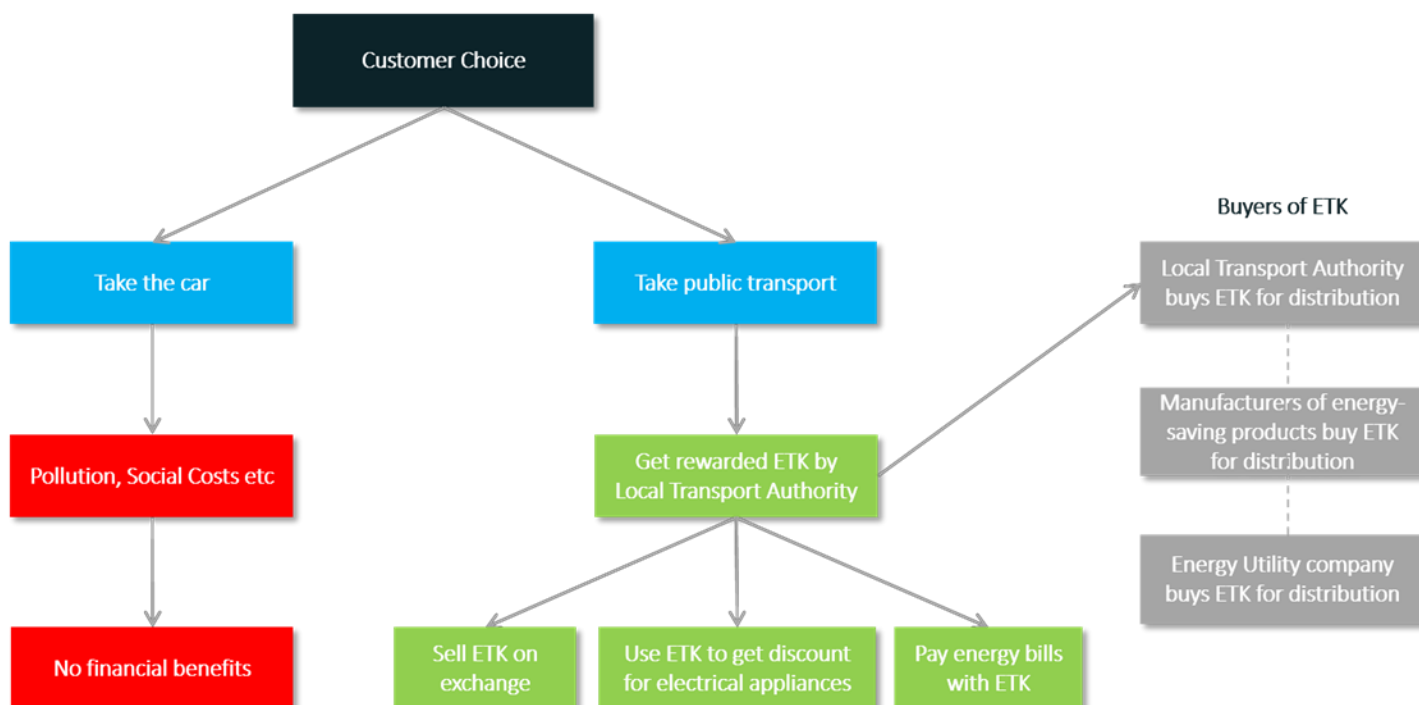 Customer Choice
Buyers of ETK
Take the car
Take public transport
Local Transport Authority
buys ETK for distribution
Manufacturers of energy-
saving products buy ETK
for distribution
Pollution, Social Costs etc
Get rewarded ETK by
Local Transport Authority
Energy Utility company
buys ETK for distribution
No financial benefits
Sell ETK on
exchange
Use ETK to get discount
for electrical appliances
Pay energy bills
with ETK